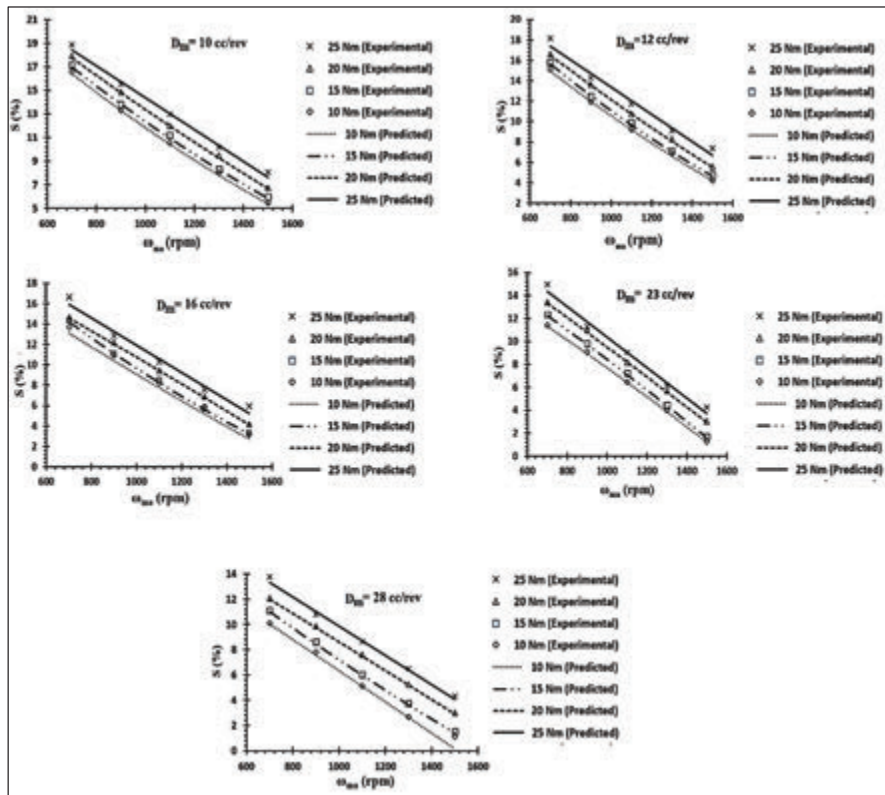 21
19
17
15
13
11
9
7
5
S (%)
D_m= 10 cc/rev
600 800 1000 1200 1400 1600
(rpm)
× 25 Nm (Experimental)
△ 20 Nm (Experimental)
□ 15 Nm (Experimental)
◇ 10 Nm (Experimental)
10 Nm (Predicted)
15 Nm (Predicted)
20 Nm (Predicted)
25 Nm (Predicted)
20
18
16
14
12
10
8
6
4
2
S (%)
D_m=12 cc/rev
600 800 1000 1200 1400 1600
(rpm)
× 25 Nm (Experimental)
△ 20 Nm (Experimental)
□ 15 Nm (Experimental)
◇ 10 Nm (Experimental)
10 Nm (Predicted)
15 Nm (Predicted)
20 Nm (Predicted)
25 Nm (Predicted)
18
16
14
12
10
8
6
4
2
0
S (%)
D_m= 16 cc/rev
600 800 1000 1200 1400 1600
(rpm)
× 25 Nm (Experimental)
△ 20 Nm (Experimental)
□ 15 Nm (Experimental)
◇ 10 Nm (Experimental)
10 Nm (Predicted)
15 Nm (Predicted)
20 Nm (Predicted)
25 Nm (Predicted)
16
14
12
10
8
6
4
2
0
S (%)
D_m= 23 cc/rev
600 800 1000 1200 1400 1600
(rpm)
× 25 Nm (Experimental)
△ 20 Nm (Experimental)
□ 15 Nm (Experimental)
◇ 10 Nm (Experimental)
10 Nm (Predicted)
15 Nm (Predicted)
20 Nm (Predicted)
25 Nm (Predicted)
14
12
10
8
6
4
2
0
S (%)
D_m= 28 cc/rev
600 800 1000 1200 1400 1600
(rpm)
× 25 Nm (Experimental)
△ 20 Nm (Experimental)
□ 15 Nm (Experimental)
◇ 10 Nm (Experimental)
10 Nm (Predicted)
15 Nm (Predicted)
20 Nm (Predicted)
25 Nm (Predicted)